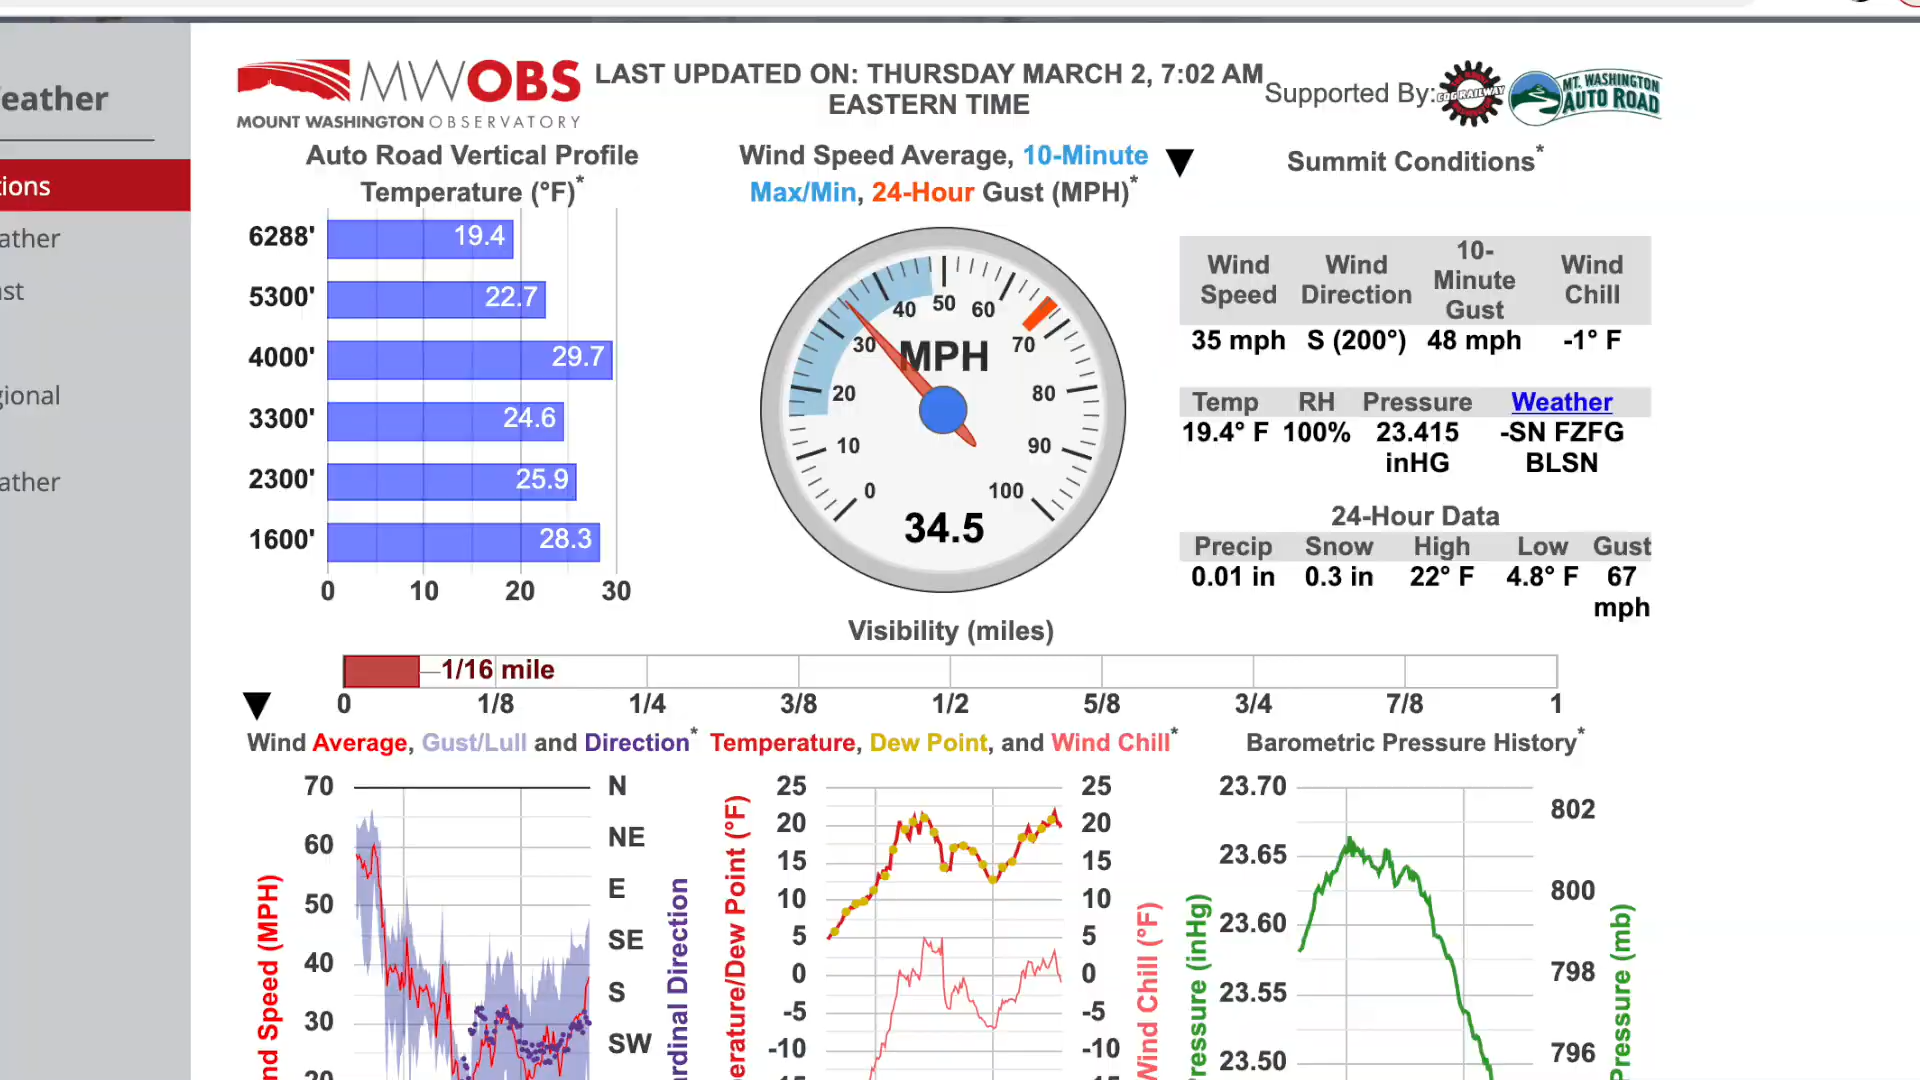 eather
tions
ather
st
gional
ather
MWOBS
MOUNT WASHINGTON OBSERVATORY
LAST UPDATED ON: THURSDAY MARCH 2, 7:02 AM
EASTERN TIME
Supported By:
COG RAILWAY
MT. WASHINGTON
AUTO ROAD
Auto Road Vertical Profile
Temperature (°F)*
6288' 19.4
5300' 22.7
4000' 29.7
3300' 24.6
2300' 25.9
1600' 28.3
0 10 20 30
Wind Speed Average, 10-Minute
Max/Min, 24-Hour Gust (MPH)*
0 10 20 30 40 50 60 70 80 90 100
MPH
34.5
Summit Conditions*
Wind Speed Wind Direction 10-Minute Gust Wind Chill
35 mph S (200°) 48 mph -1° F
Temp RH Pressure Weather
19.4° F 100% 23.415 inHG -SN FZFG BLSN
24-Hour Data
Precip Snow High Low Gust
0.01 in 0.3 in 22° F 4.8° F 67 mph
Visibility (miles)
1/16 mile
0 1/8 1/4 3/8 1/2 5/8 3/4 7/8 1
Wind Average, Gust/Lull and Direction*
70 60 50 40 30 20
nd Speed (MPH)
N NE E SE S SW
ardinal Direction
Temperature, Dew Point, and Wind Chill*
25 20 15 10 5 0 -5 -10
erature/Dew Point (°F)
25 20 15 10 5 0 -5 -10
Wind Chill (°F)
Barometric Pressure History*
23.70 23.65 23.60 23.55 23.50
Pressure (inHg)
802 800 798 796
Pressure (mb)